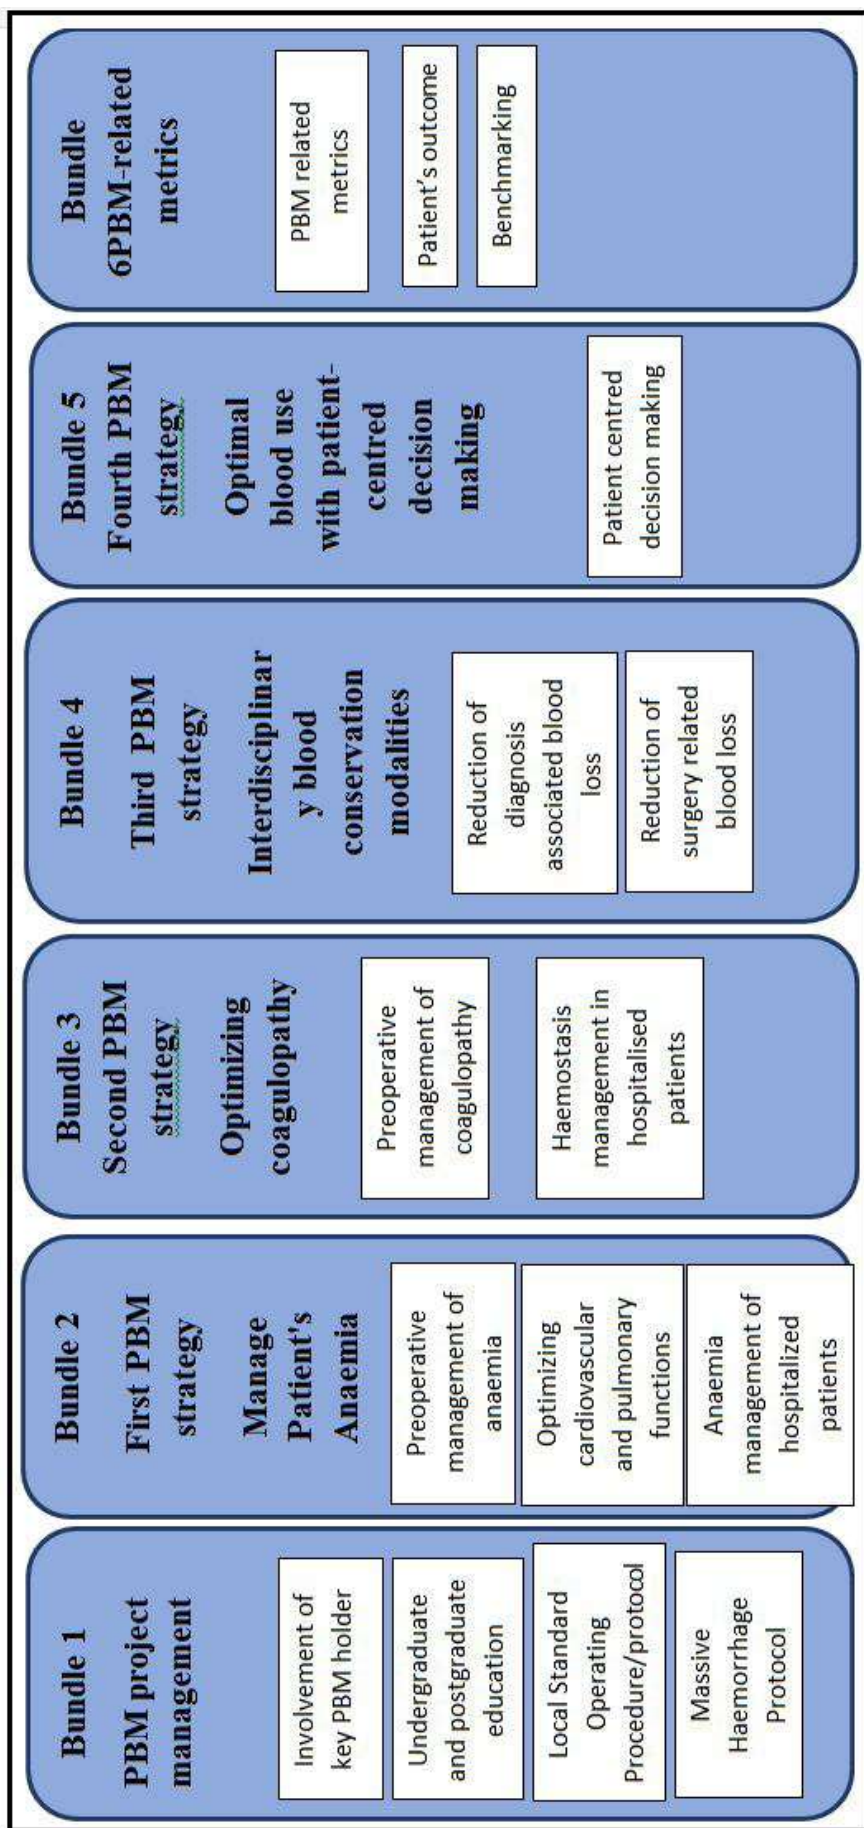 Bundle 1
PBM project
management
Involvement of
key PBM holder
Undergraduate
and postgraduate
education
Local Standard
Operating
Procedure/protocol
Massive
Haemorrhage
Protocol
Bundle 2
First PBM
strategy
Manage
Patient's
Anaemia
Preoperative
management of
anaemia
Optimizing
cardiovascular
and pulmonary
functions
Anaemia
management of
hospitalized
patients
Bundle 3
Second PBM
strategy
Optimizing
coagulopathy
Preoperative
management of
coagulopathy
Haemostasis
management in
hospitalised
patients
Bundle 4
Third PBM
strategy
Interdisciplinar
y blood
conservation
modalities
Reduction of
diagnosis
associated blood
loss
Reduction of
surgery related
blood loss
Bundle 5
Fourth PBM
strategy
Optimal
blood use
with patient-
centred
decision
making
Patient centred
decision making
Bundle
6PBM-related
metrics
PBM related
metrics
Patient's outcome
Benchmarking